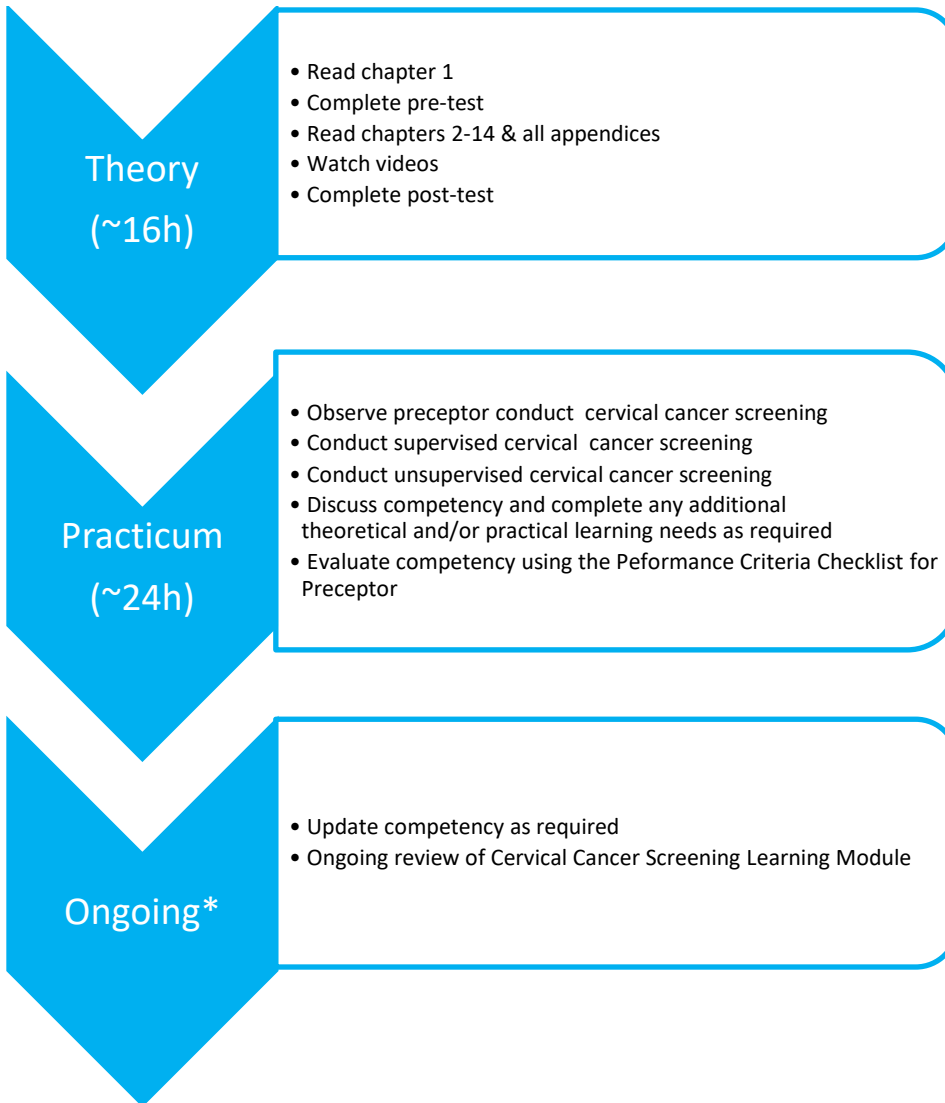 Theory
(~16h)
• Read chapter 1
• Complete pre-test
• Read chapters 2-14 & all appendices
• Watch videos
• Complete post-test
Practicum
(~24h)
• Observe preceptor conduct cervical cancer screening
• Conduct supervised cervical cancer screening
• Conduct unsupervised cervical cancer screening
• Discuss competency and complete any additional
theoretical and/or practical learning needs as required
• Evaluate competency using the Peformance Criteria Checklist for
Preceptor
Ongoing*
• Update competency as required
• Ongoing review of Cervical Cancer Screening Learning Module